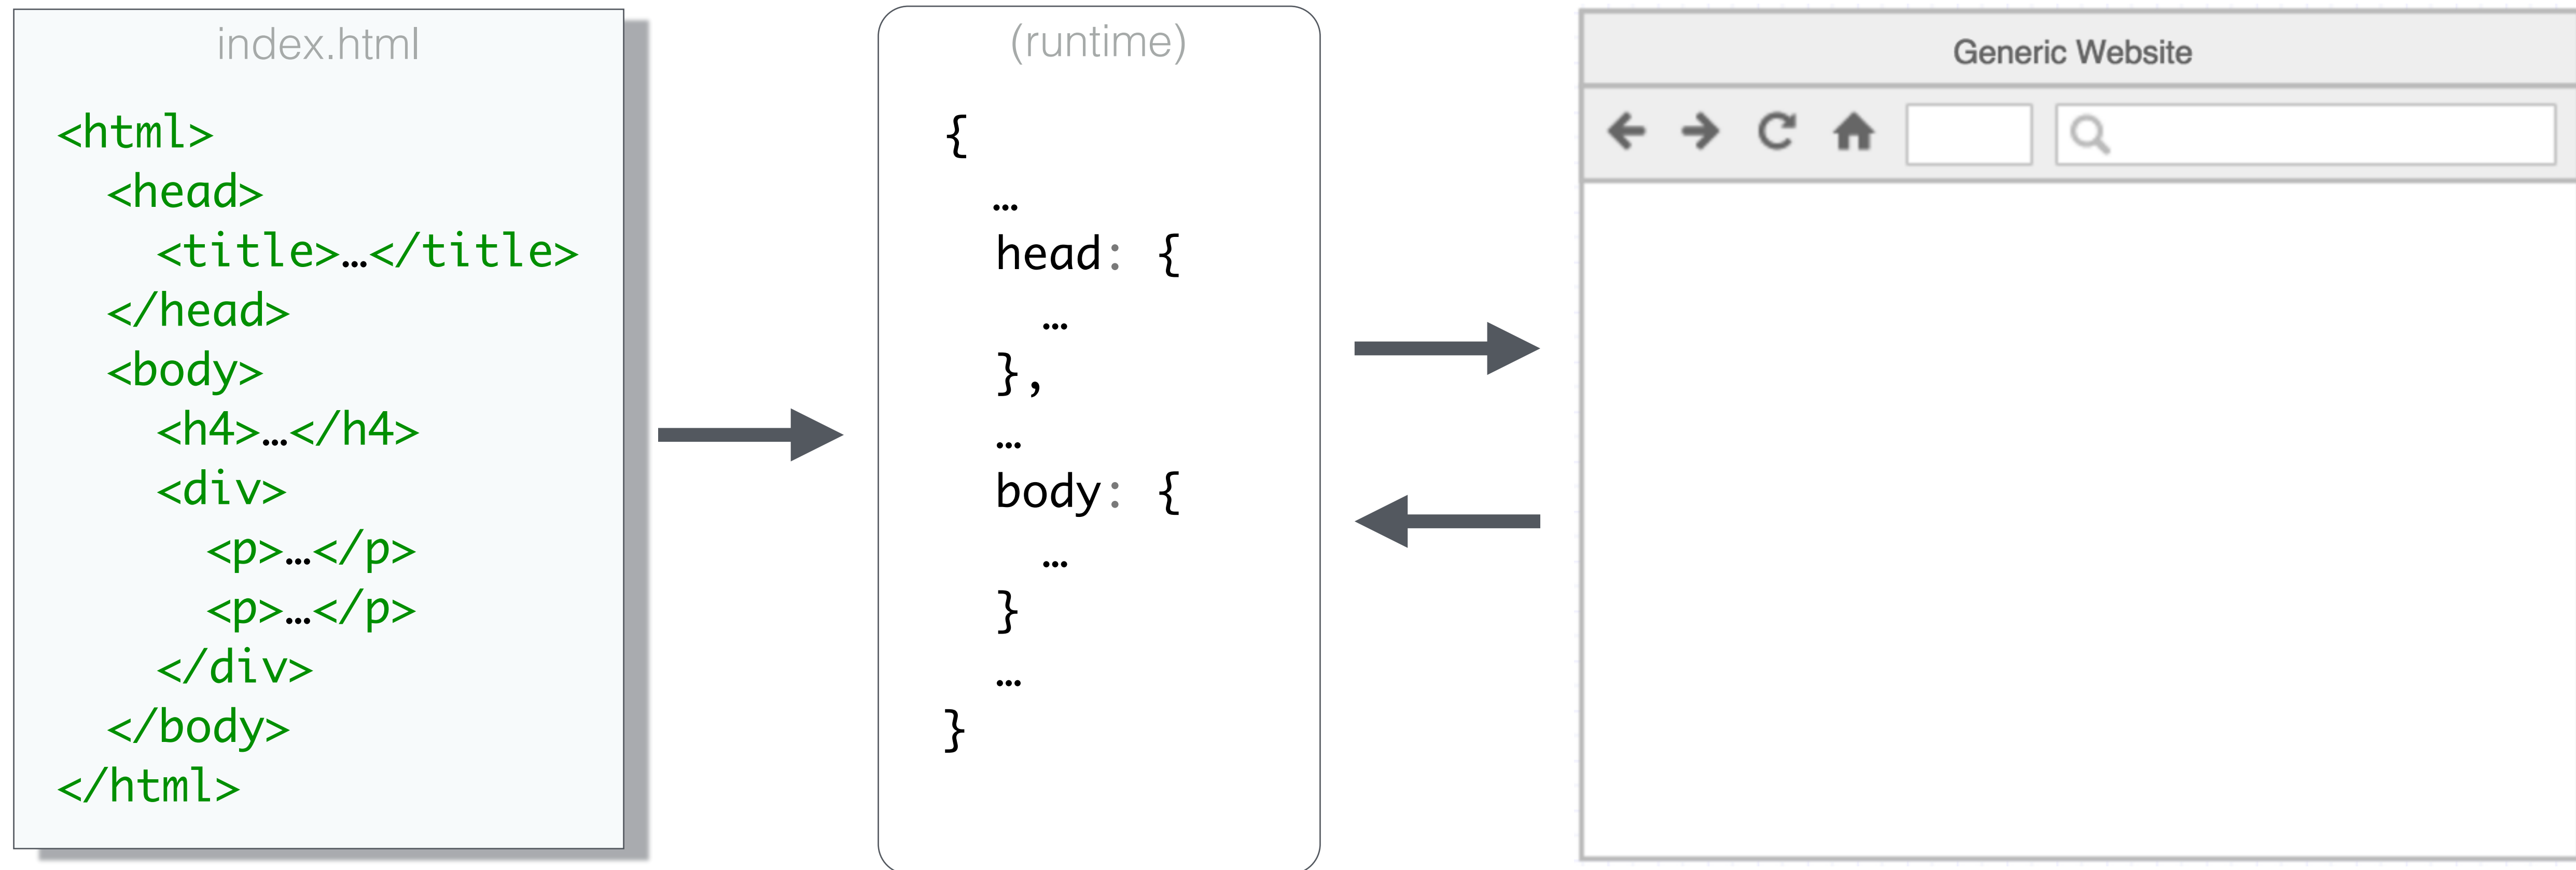 index.html
<html>
<head>
<title>…</title>
</head>
<body>
<h4>…</h4>
<div>
<p>…</p>
<p>…</p>
</div>
</body>
</html>
(runtime)
{
…
head: {
…
},
…
body: {
…
}
…
}
Generic Website